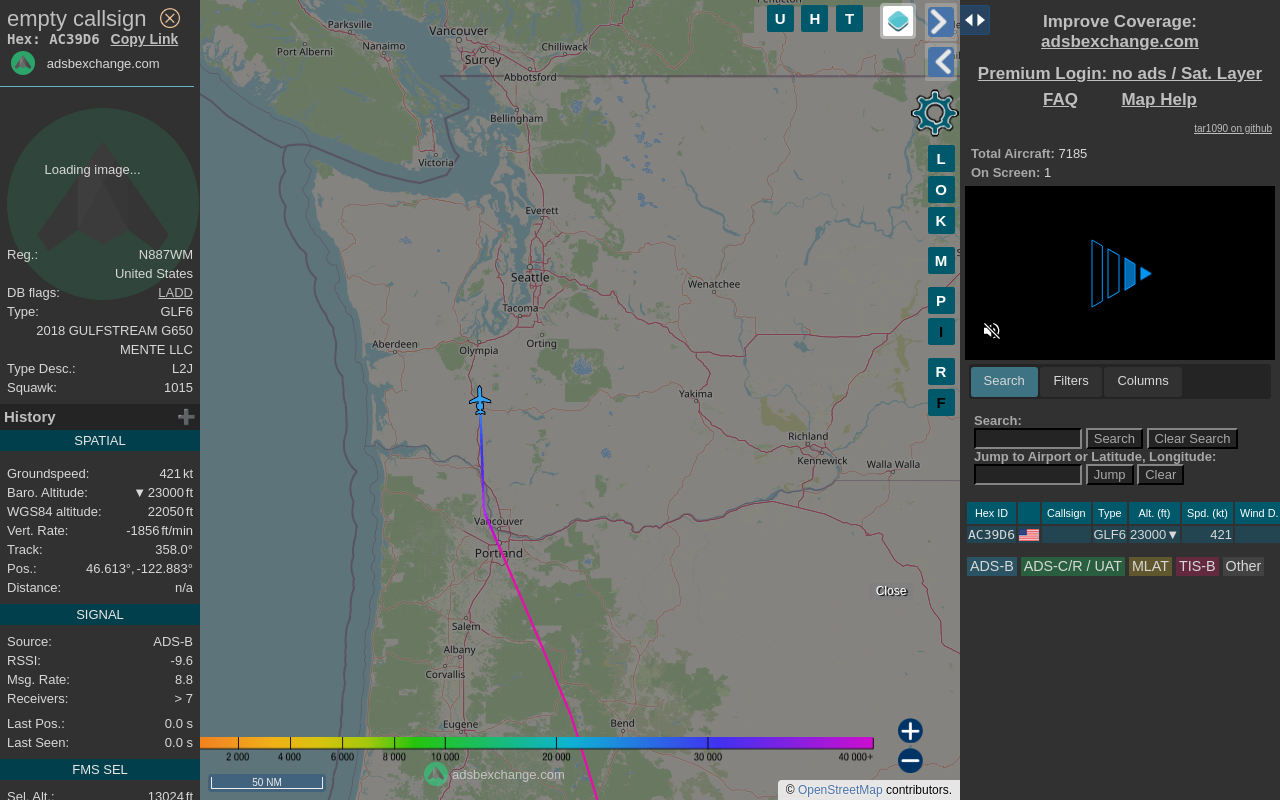 empty callsign
Hex: AC39D6 Copy Link
adsbexchange.com
Loading image...
Reg.: N887WM
United States
DB flags: LADD
Type: GLF6
2018 GULFSTREAM G650
MENTE LLC
Type Desc.: L2J
Squawk: 1015
History
SPATIAL
Groundspeed: 421 kt
Baro. Altitude: ▼ 23000 ft
WGS84 altitude: 22050 ft
Vert. Rate: -1856 ft/min
Track: 358.0°
Pos.: 46.613°, -122.883°
Distance: n/a
SIGNAL
Source: ADS-B
RSSI: -9.6
Msg. Rate: 8.8
Receivers: > 7
Last Pos.: 0.0 s
Last Seen: 0.0 s
FMS SEL
Sel. Alt.: 13024 ft
Penticton
Parksville
Vancouver
Port Alberni
Nanaimo
Chilliwack
Surrey
Abbotsford
Bellingham
Victoria
Everett
Seattle
Wenatchee
Tacoma
Aberdeen
Olympia
Orting
Yakima
Richland
Kennewick
Walla Walla
Vancouver
Portland
Salem
Albany
Corvallis
Eugene
Bend
U H T
L
O
K
M
P
I
R
F
Close
2 000 4 000 6 000 8 000 10 000 20 000 30 000 40 000+
adsbexchange.com
50 NM
© OpenStreetMap contributors.
Improve Coverage:
adsbexchange.com
Premium Login: no ads / Sat. Layer
FAQ Map Help
tar1090 on github
Total Aircraft: 7185
On Screen: 1
Search Filters Columns
Search:
Search Clear Search
Jump to Airport or Latitude, Longitude:
Jump Clear
Hex ID Callsign Type Alt. (ft) Spd. (kt) Wind D.
AC39D6 GLF6 23000▼ 421
ADS-B ADS-C/R / UAT MLAT TIS-B Other